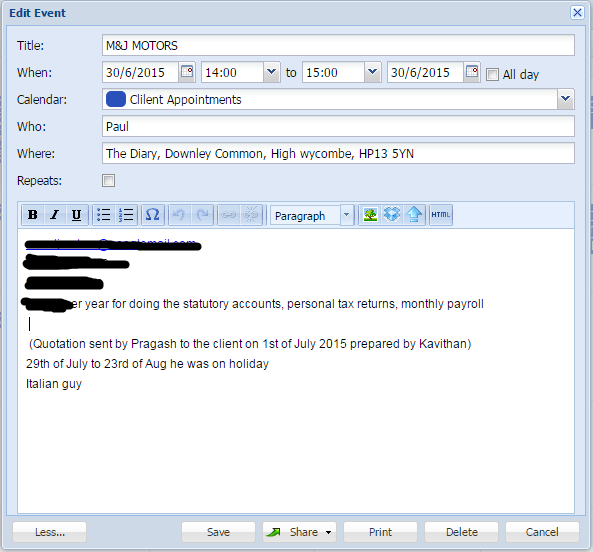 Edit Event
Title: M&J MOTORS
When: 30/6/2015 14:00 to 15:00 30/6/2015 All day
Calendar: Clilent Appointments
Who: Paul
Where: The Diary, Downley Common, High wycombe, HP13 5YN
Repeats:
B I U Ω Paragraph HTML
year for doing the statutory accounts, personal tax returns, monthly payroll
(Quotation sent by Pragash to the client on 1st of July 2015 prepared by Kavithan)
29th of July to 23rd of Aug he was on holiday
Italian guy
Less... Save Share Print Delete Cancel